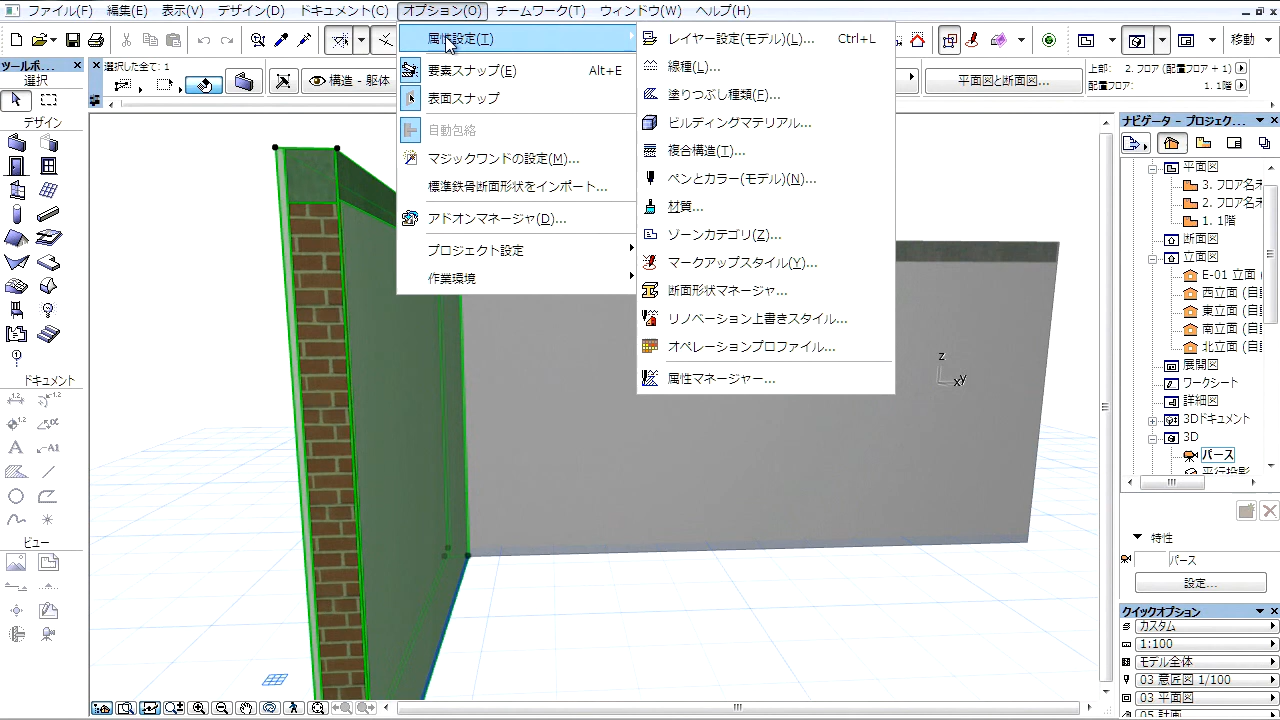 ファイル(F) 編集(E) 表示(V) デザイン(D) ドキュメント(C) オプション(O) チームワーク(T) ウィンドウ(W) ヘルプ(H)
移動
ツールボ...
選択
デザイン
ドキュメント
ビュー
選択した全て: 1
構造 - 躯体
属性設定(T)
要素スナップ(E) Alt+E
表面スナップ
自動包絡
マジックワンドの設定(M)...
標準鉄骨断面形状をインポート...
アドオンマネージャ(D)...
プロジェクト設定
作業環境
レイヤー設定(モデル)(L)... Ctrl+L
線種(L)...
塗りつぶし種類(F)...
ビルディングマテリアル...
複合構造(T)...
ペンとカラー(モデル)(N)...
材質...
ゾーンカテゴリ(Z)...
マークアップスタイル(Y)...
断面形状マネージャ...
リノベーション上書きスタイル...
オペレーションプロファイル...
属性マネージャー...
平面図と断面図...
上部: 2. フロア (配置フロア + 1)
配置フロア: 1. 1階
z
x y
ナビゲータ - プロジェク...
平面図
3. フロア名未
2. フロア名未
1. 1階
断面図
立面図
E-01 立面
西立面図 (自
東立面図 (自
南立面図 (自
北立面図 (自
展開図
ワークシート
詳細図
3Dドキュメント
3D
パース
平行投影
特性
パース
設定...
クイックオプション
カスタム
1:100
モデル全体
03 意匠図 1/100
03 平面図
05 計画